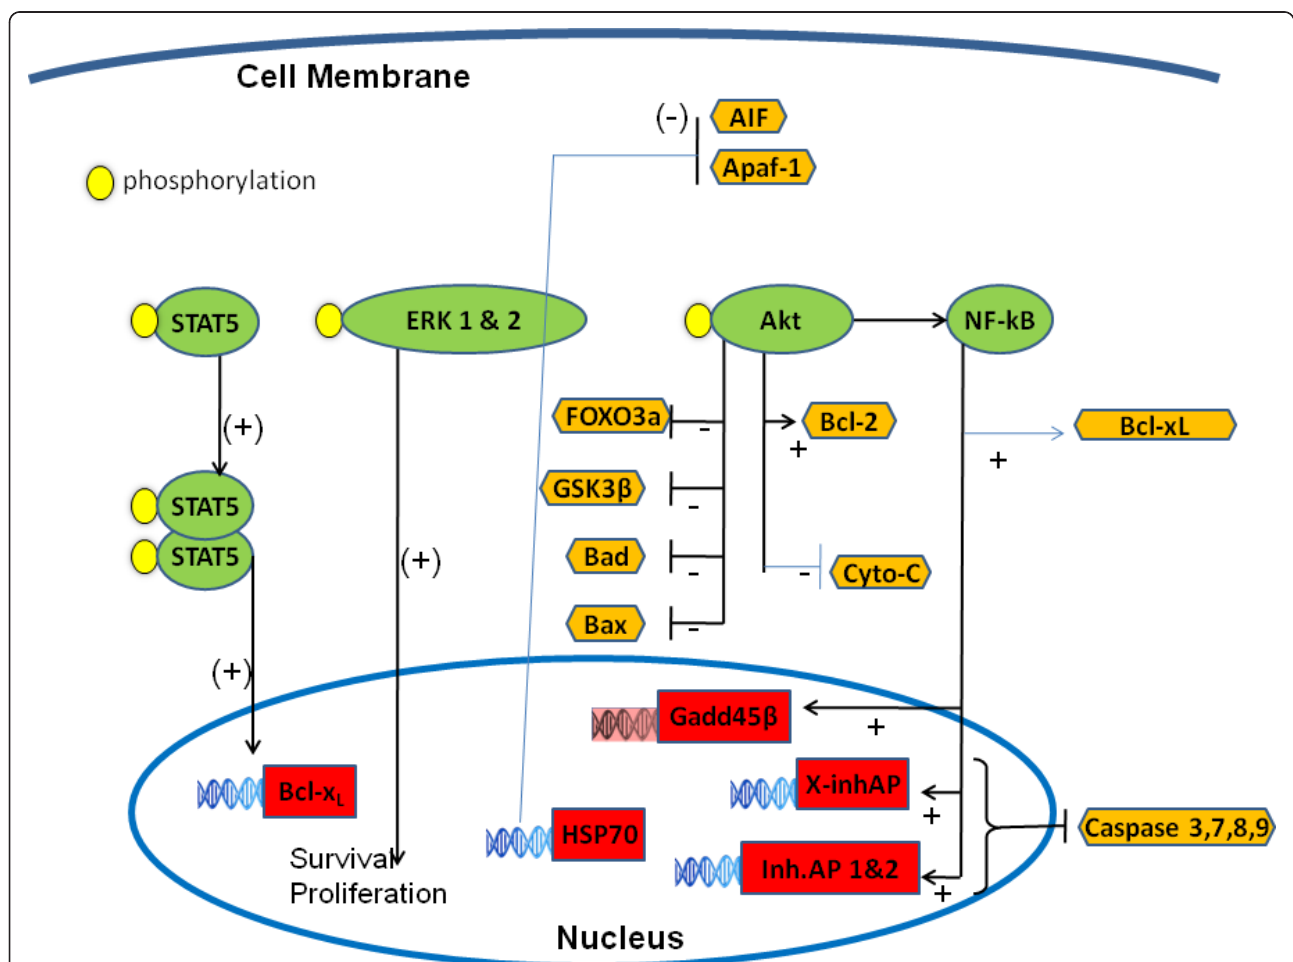 Cell Membrane
(-)
AIF
Apaf-1
phosphorylation
STAT5
ERK 1 & 2
Akt
NF-kB
(+)
FOXO3a
-
Bcl-2
+
Bcl-xL
+
GSK3β
-
STAT5
STAT5
(+)
Bad
-
-
Cyto-C
Bax
-
(+)
Gadd45β
+
Bcl-xL
X-inhAP
+
HSP70
Caspase 3,7,8,9
Survival
Proliferation
Inh.AP 1&2
+
Nucleus